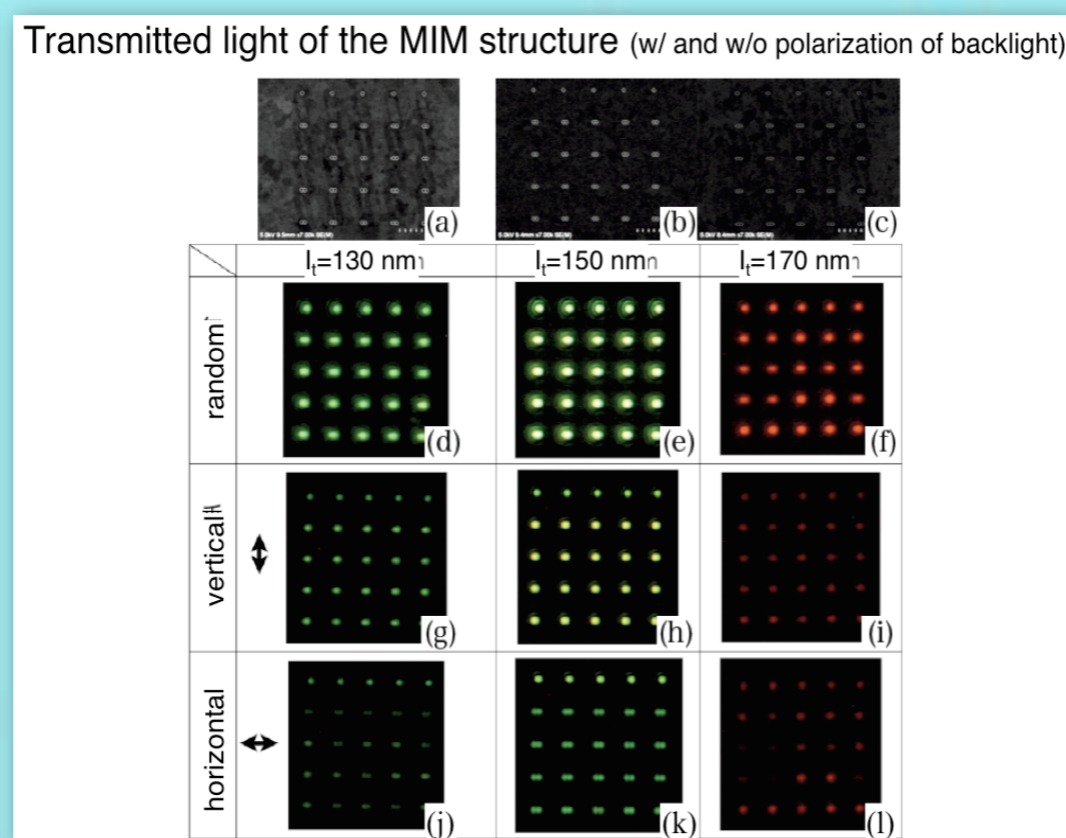 Transmitted light of the MIM structure (w/ and w/o polarization of backlight)
(a) (b) (c)
lt=130 nm lt=150 nm lt=170 nm
random
(d) (e) (f)
vertical
(g) (h) (i)
horizontal
(j) (k) (l)